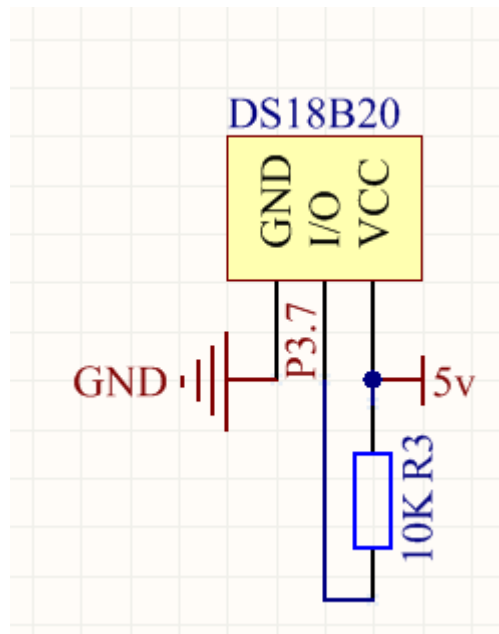 DS18B20
GND
I/O
VCC
P3.7
GND
5v
10K R3